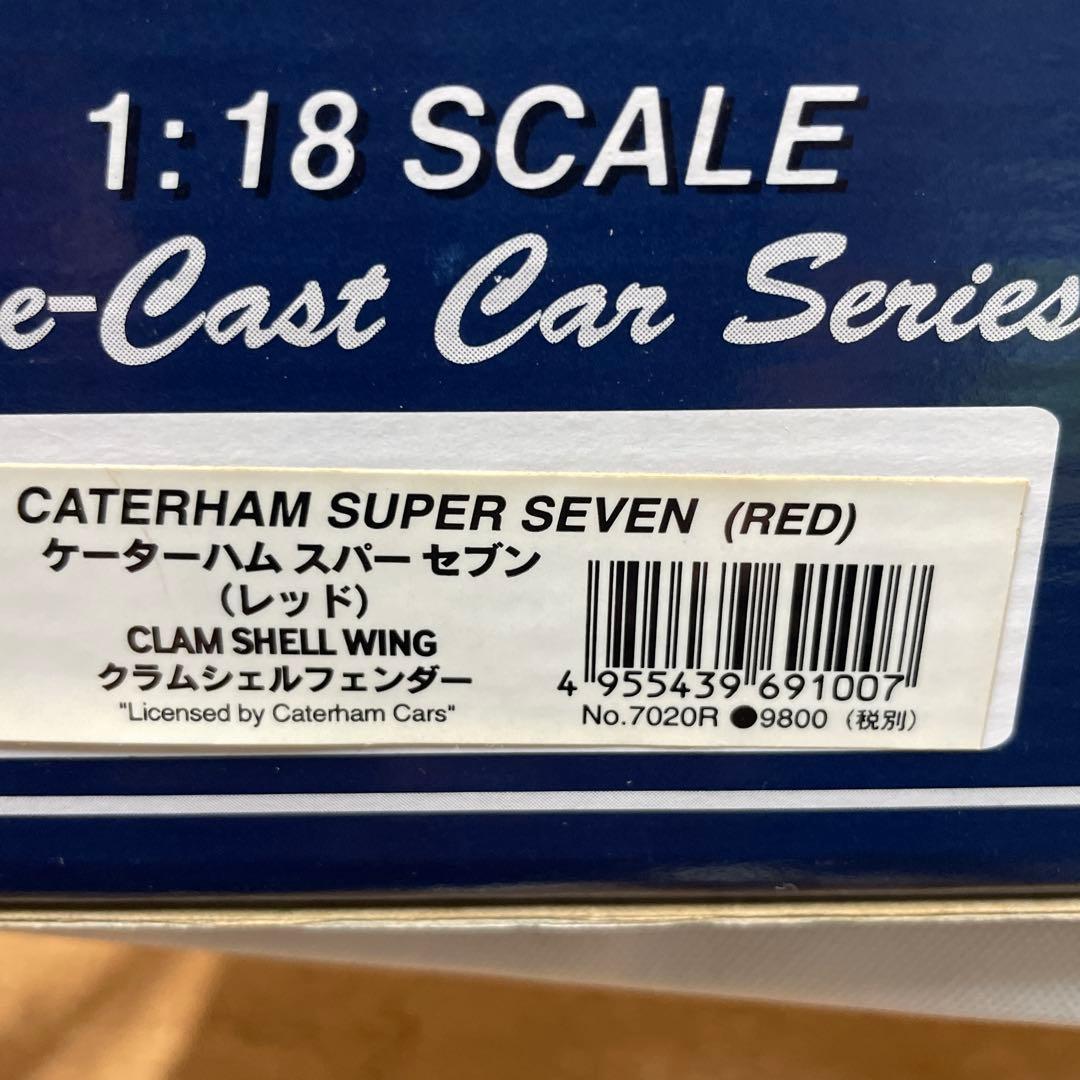 1:18 SCALE
e-Cast Car Series
CATERHAM SUPER SEVEN (RED)
ケーターハム スパー セブン
（レッド）
CLAM SHELL WING
クラムシェルフェンダー
"Licensed by Caterham Cars"
4 955439 691007
No.7020R ●9800（税別）